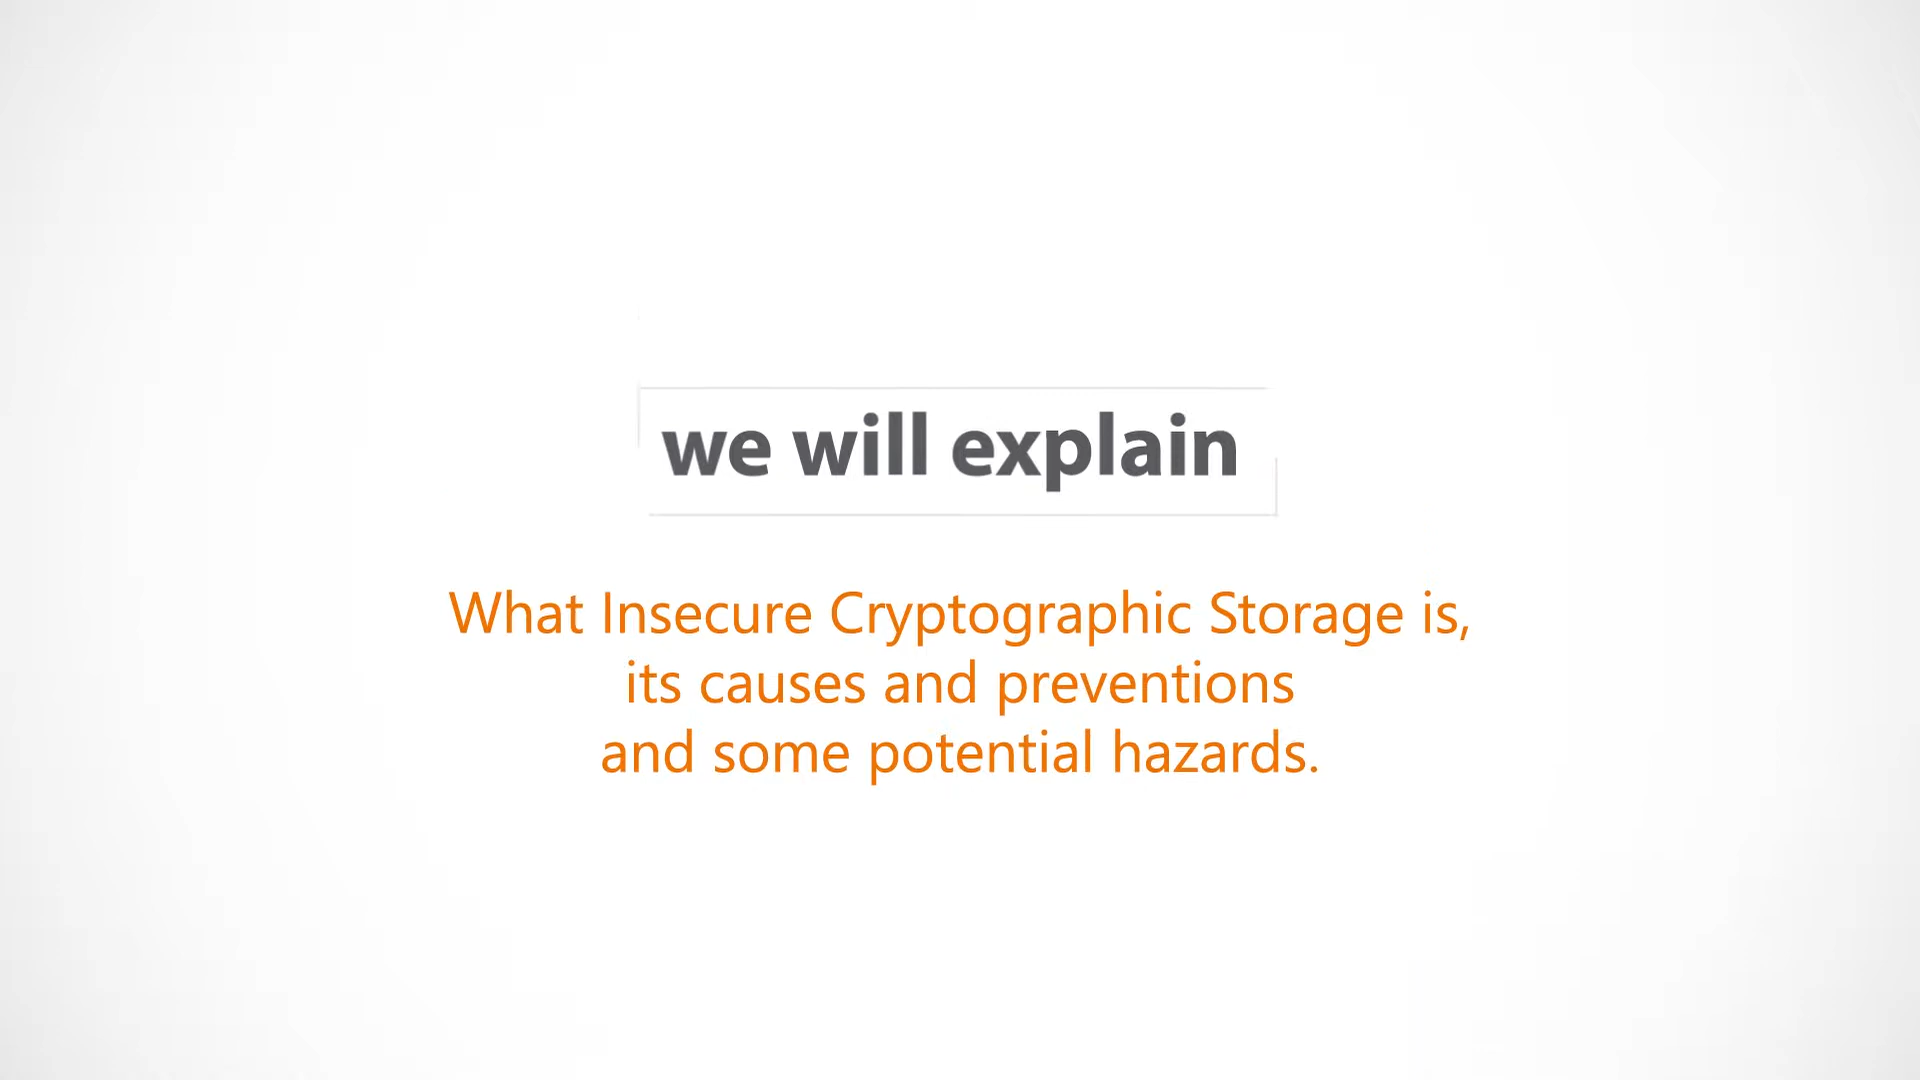 we will explain
What Insecure Cryptographic Storage is,
its causes and preventions
and some potential hazards.